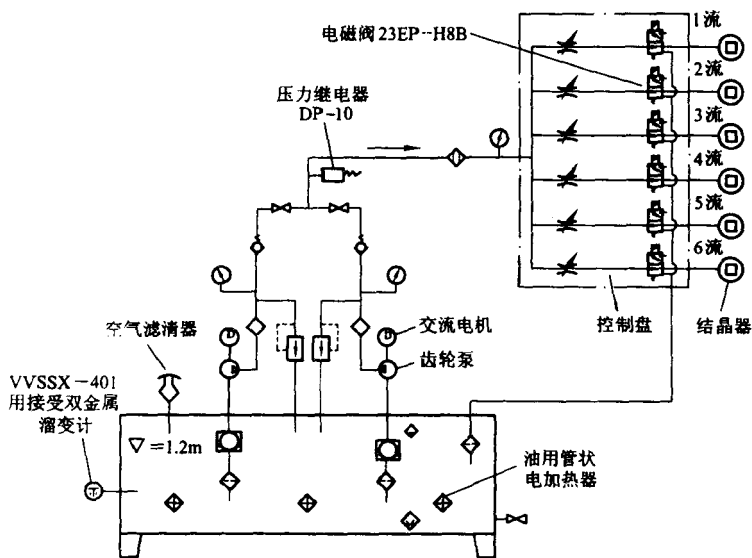 电磁阀23EP-H8B
1流
2流
3流
4流
5流
6流
压力继电器
DP-10
控制盘
结晶器
空气滤清器
交流电机
齿轮泵
D
D
VVSSX-401
用接受双金属
溜变计
▽=1.2m
油用管状
电加热器